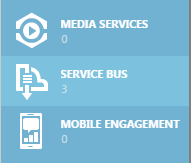 MEDIA SERVICES
0
SERVICE BUS
3
MOBILE ENGAGEMENT
0